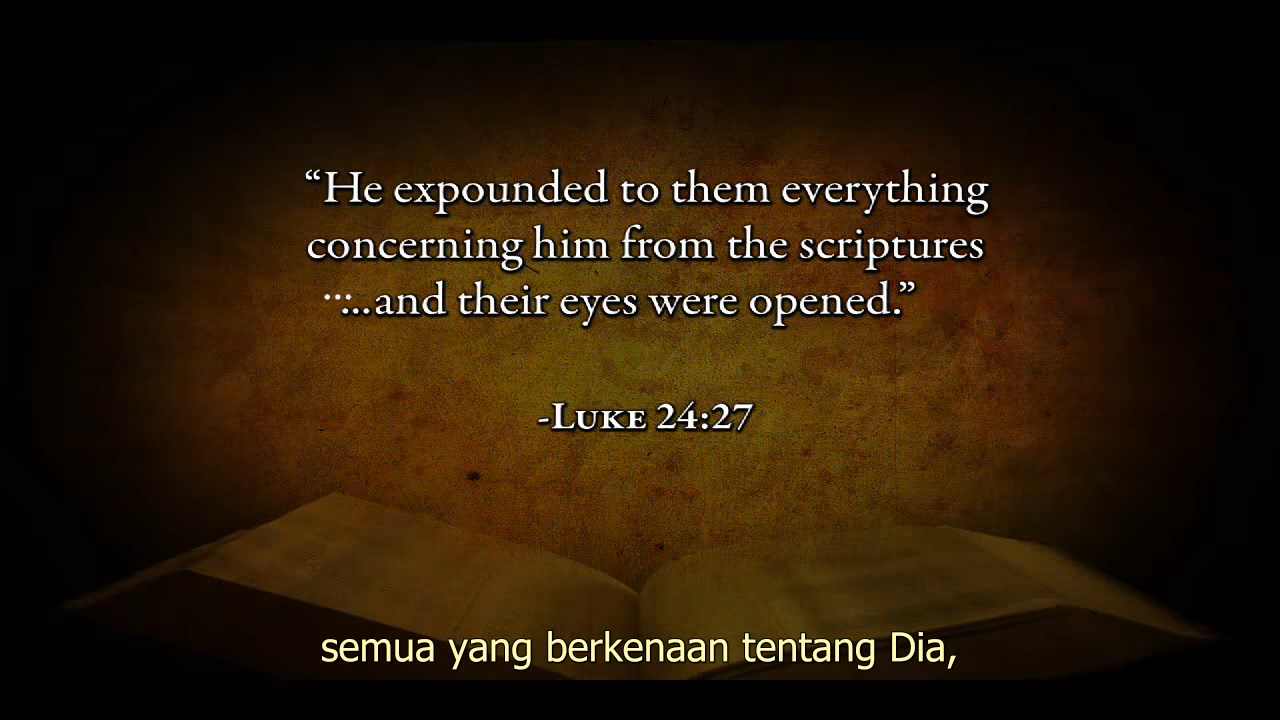 “He expounded to them everything
concerning him from the scriptures
...…and their eyes were opened.”
-Luke 24:27
semua yang berkenaan tentang Dia,